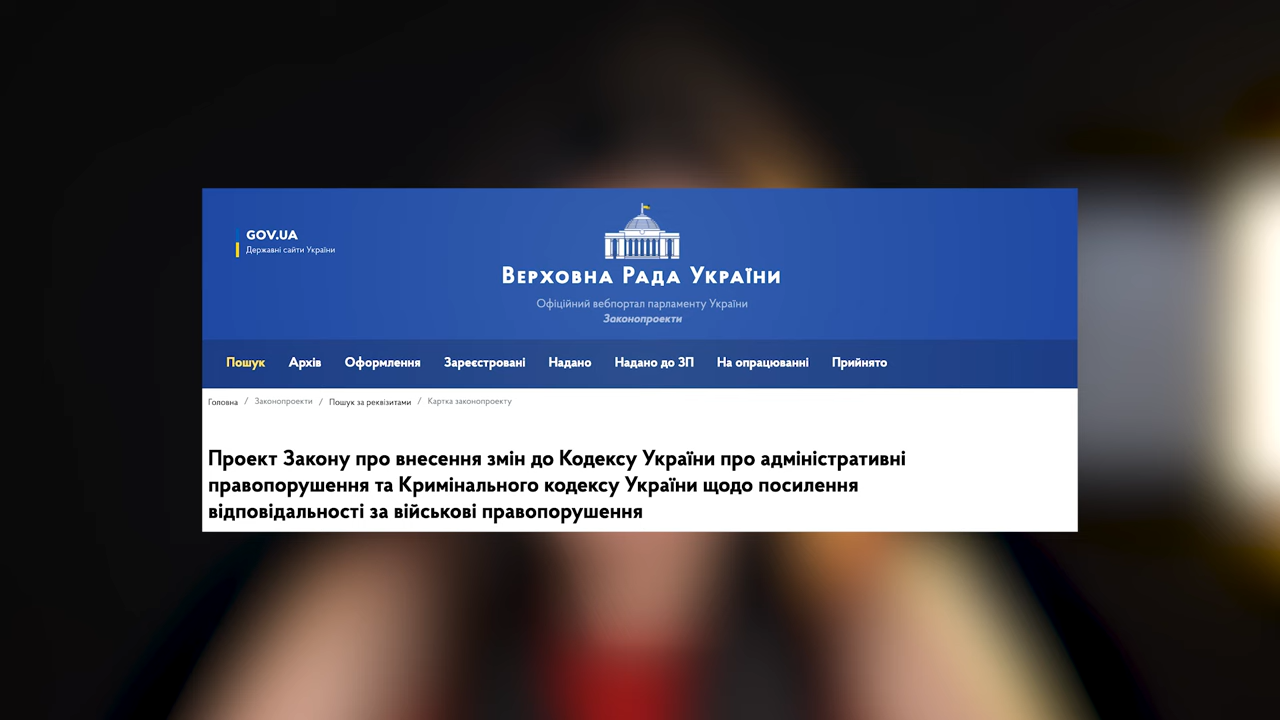 GOV.UA
Державні сайти України
Верховна Рада України
Офіційний вебпортал парламенту України
Законопроекти
Пошук Архів Оформлення Зареєстровані Надано Надано до ЗП На опрацюванні Прийнято
Головна / Законопроекти / Пошук за реквізитами / Картка законопроекту
Проект Закону про внесення змін до Кодексу України про адміністративні
правопорушення та Кримінального кодексу України щодо посилення
відповідальності за військові правопорушення